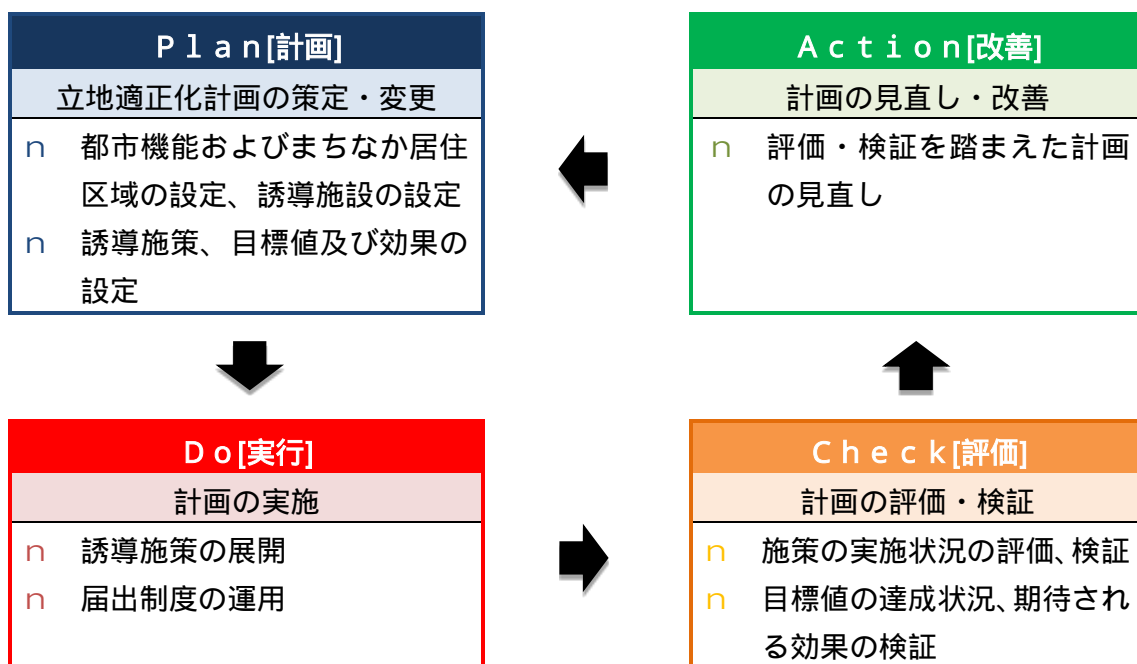 Ｐｌａｎ[計画]
立地適正化計画の策定・変更
n 都市機能およびまちなか居住
区域の設定、誘導施設の設定
n 誘導施策、目標値及び効果の
設定
Ａｃｔｉｏｎ[改善]
計画の見直し・改善
n 評価・検証を踏まえた計画
の見直し
Ｄｏ[実行]
計画の実施
n 誘導施策の展開
n 届出制度の運用
Ｃｈｅｃｋ[評価]
計画の評価・検証
n 施策の実施状況の評価、検証
n 目標値の達成状況、期待され
る効果の検証